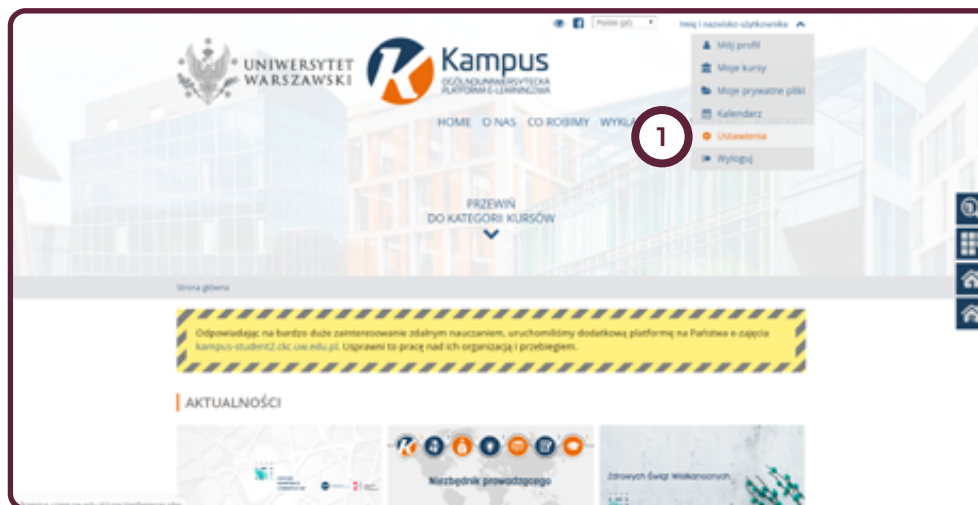 Polski (pl)
Imię i nazwisko użytkownika
Mój profil
Moje kursy
Moje prywatne pliki
Kalendarz
Ustawienia
Wyloguj
1
UNIWERSYTET
WARSZAWSKI
Kampus
OGÓLNOUNIWERSYTECKA
PLATFORMA E-LEARNINGOWA
HOME O NAS CO ROBIMY
PRZEWIŃ
DO KATEGORII KURSÓW
Strona główna
Odpowiadając na bardzo duże zainteresowanie zdalnym nauczaniem, uruchomiliśmy dodatkową platformę na Państwa e-zajęcia
kampus-student2.ckc.uw.edu.pl. Usprawni to pracę nad ich organizacją i przebiegiem.
AKTUALNOŚCI
Niezbędnik prowadzącego
Zdrowych Świąt Wielkanocnych